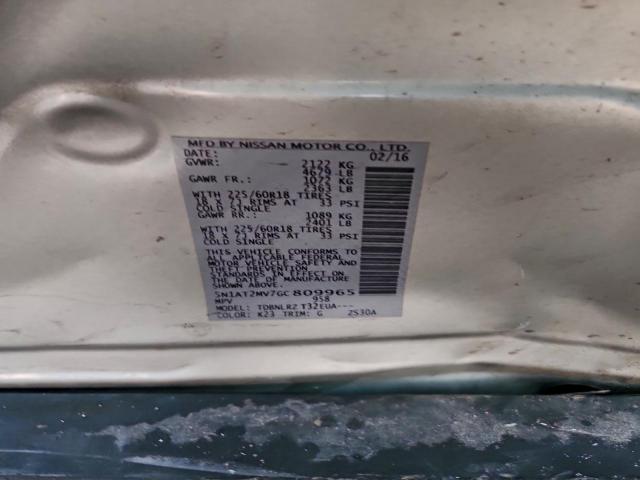 MFD BY NISSAN MOTOR CO., LTD.
DATE: 02/16
GVWR: 2122 KG
4679 LB
GAWR FR.: 1072 KG
2363 LB
WITH 225/60R18 TIRES
18 X 7J RIMS AT 33 PSI
COLD SINGLE
GAWR RR.: 1089 KG
2401 LB
WITH 225/60R18 TIRES
18 X 7J RIMS AT 33 PSI
COLD SINGLE
THIS VEHICLE CONFORMS TO
ALL APPLICABLE FEDERAL
MOTOR VEHICLE SAFETY AND
THEFT PREVENTION
STANDARDS IN EFFECT ON
THE DATE OF MANUFACTURE
SHOWN ABOVE.
5N1AT2MV7GC809965
MPV 958
MODEL: TDBNLRZ T32EUA---
COLOR: K23 TRIM: G 2S30A